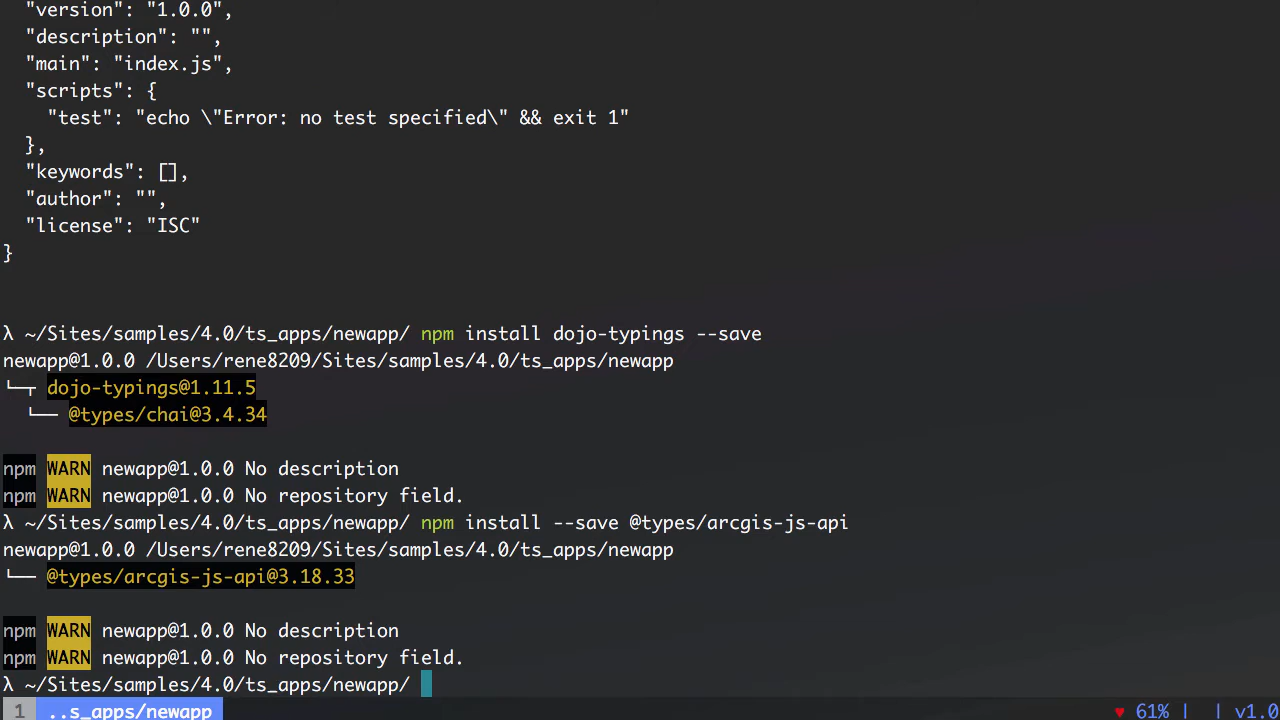 "version": "1.0.0",
"description": "",
"main": "index.js",
"scripts": {
"test": "echo \"Error: no test specified\" && exit 1"
},
"keywords": [],
"author": "",
"license": "ISC"
}
λ ~/Sites/samples/4.0/ts_apps/newapp/ npm install dojo-typings --save
newapp@1.0.0 /Users/rene8209/Sites/samples/4.0/ts_apps/newapp
└─┬ dojo-typings@1.11.5
└── @types/chai@3.4.34
npm WARN newapp@1.0.0 No description
npm WARN newapp@1.0.0 No repository field.
λ ~/Sites/samples/4.0/ts_apps/newapp/ npm install --save @types/arcgis-js-api
newapp@1.0.0 /Users/rene8209/Sites/samples/4.0/ts_apps/newapp
└── @types/arcgis-js-api@3.18.33
npm WARN newapp@1.0.0 No description
npm WARN newapp@1.0.0 No repository field.
λ ~/Sites/samples/4.0/ts_apps/newapp/
1 ..s_apps/newapp ♥ 61% | | v1.0